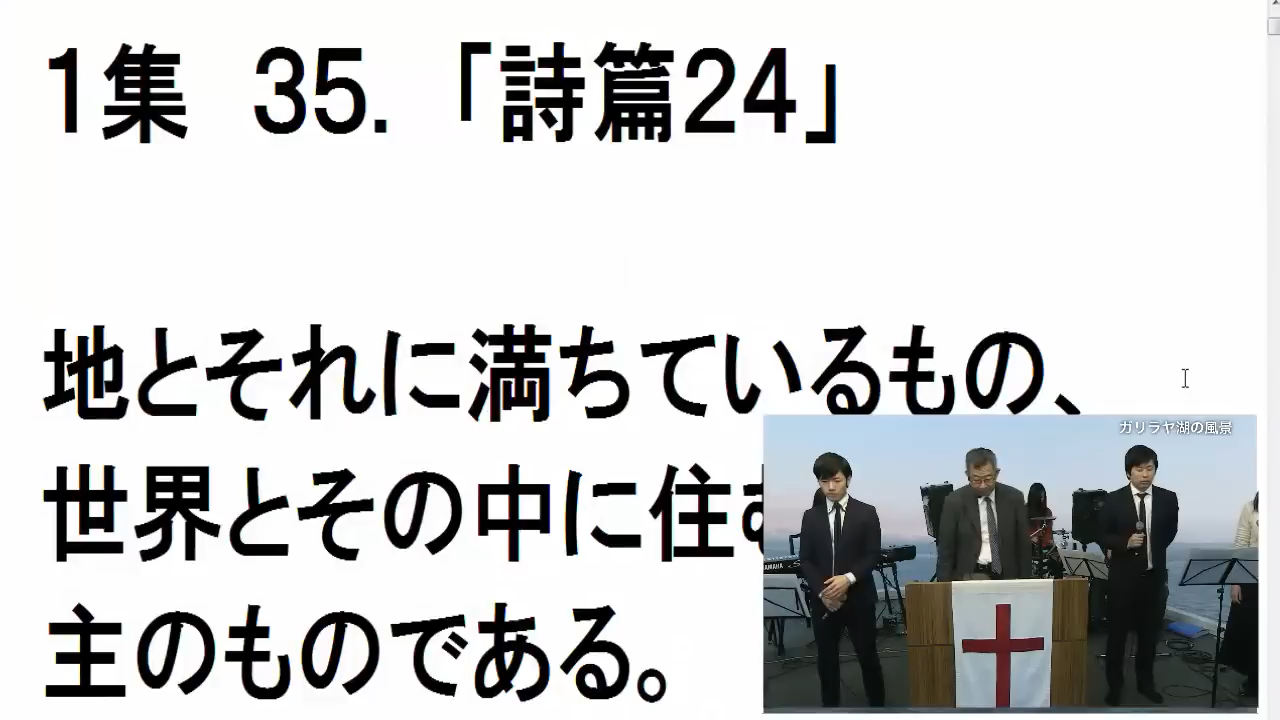 1集　35.「詩篇24」
地とそれに満ちているもの、
世界とその中に住
主のものである。
ガリラヤ湖の風景
YAMAHA